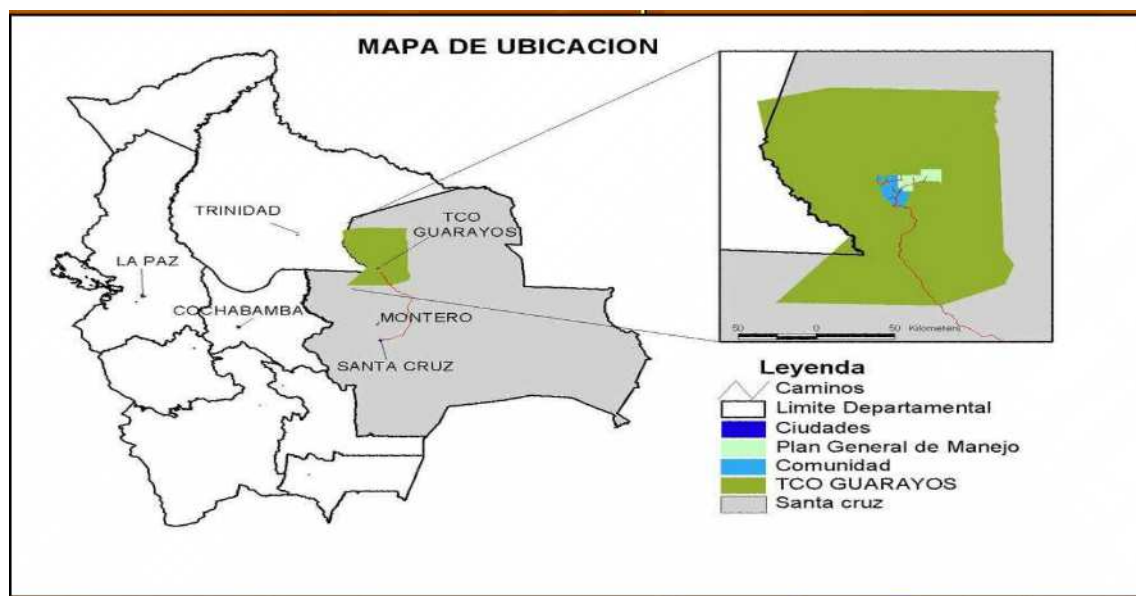 MAPA DE UBICACION
TRINIDAD
TCO
GUARAYOS
LA PAZ
COCHABAMBA
MONTERO
SANTA CRUZ
50 0 50 Kilometers
Leyenda
Caminos
Limite Departamental
Ciudades
Plan General de Manejo
Comunidad
TCO GUARAYOS
Santa cruz